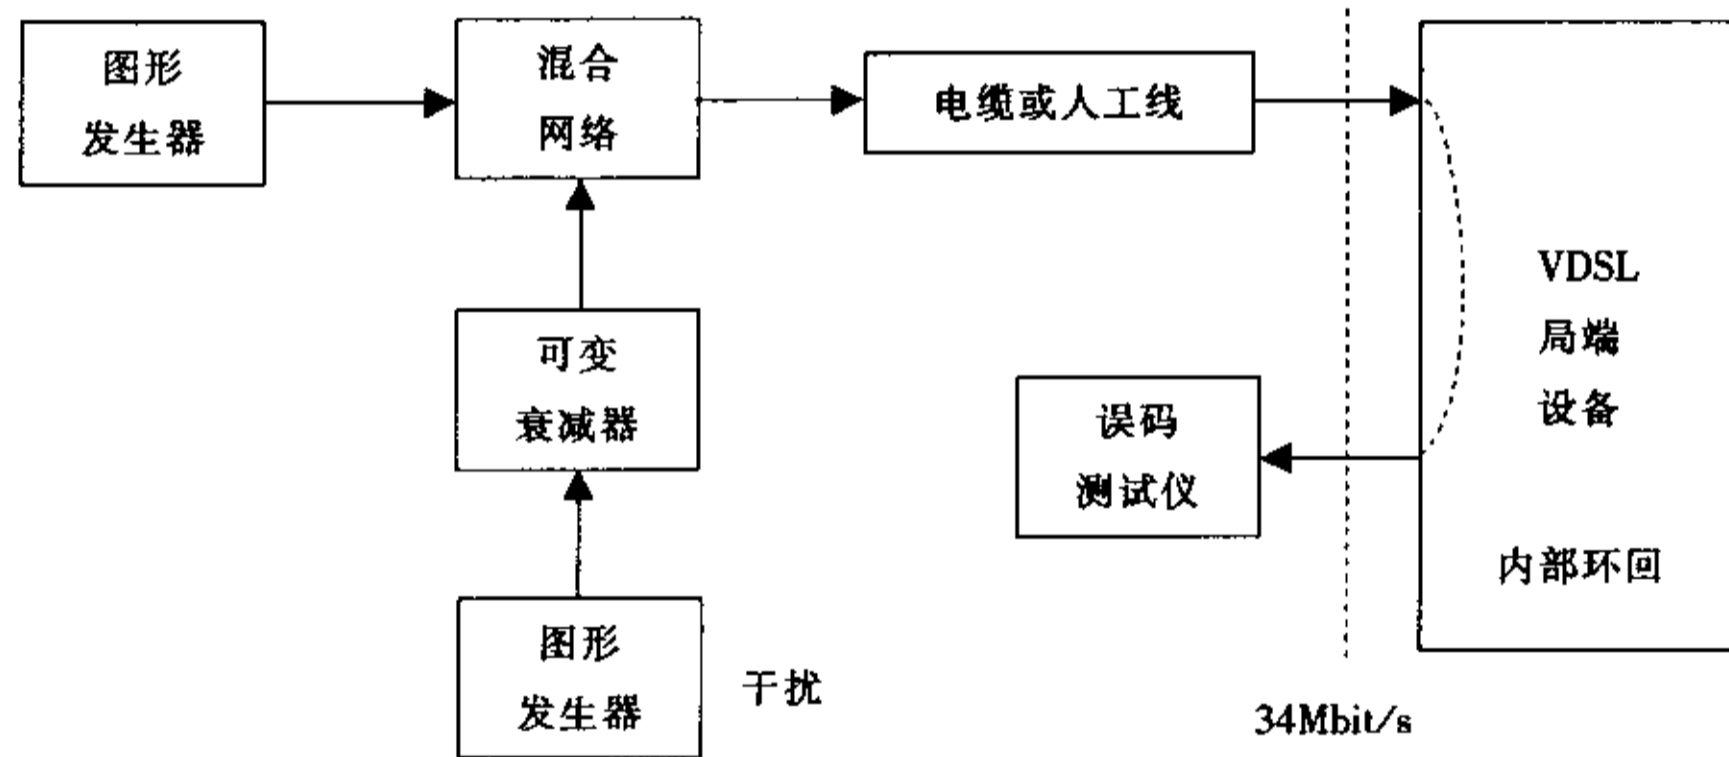 图形
发生器
混合
网络
电缆或人工线
可变
衰减器
图形
发生器
干扰
误码
测试仪
VDSL
局端
设备
内部环回
34Mbit/s